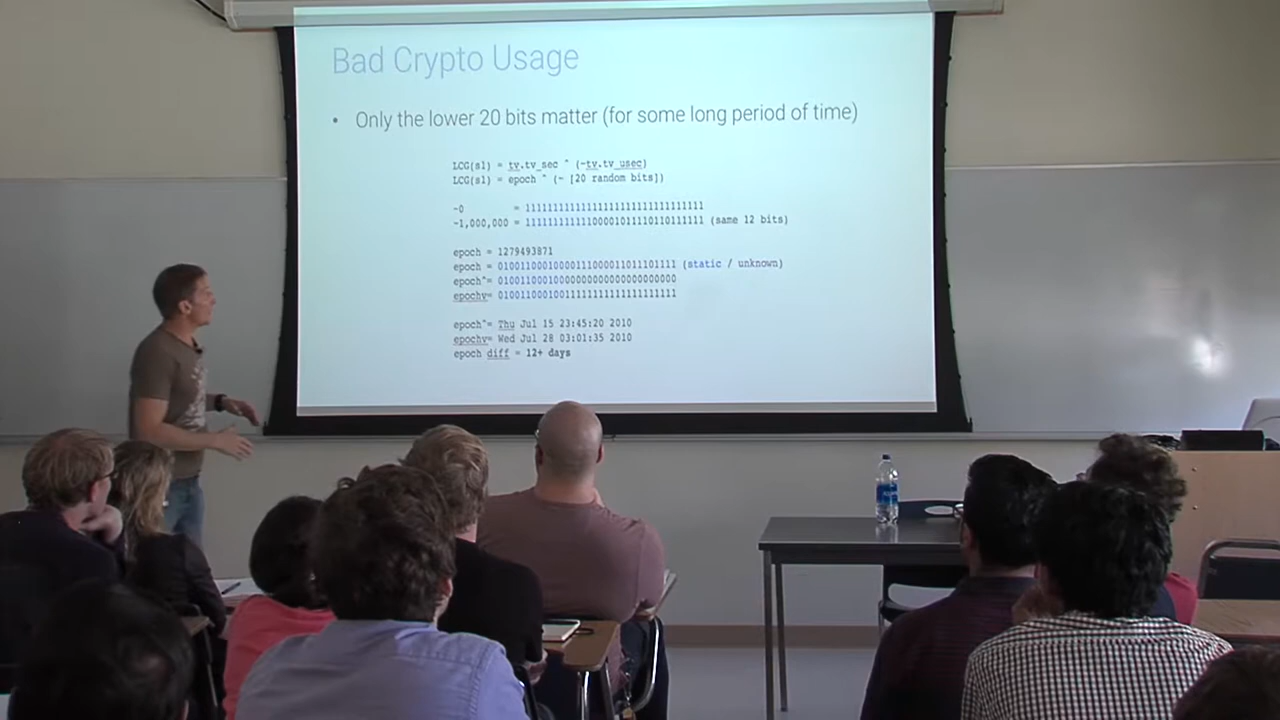 Bad Crypto Usage
• Only the lower 20 bits matter (for some long period of time)
LCG(s1) = tv.tv_sec ^ (~tv.tv_usec)
LCG(s1) = epoch ^ (~ [20 random bits])
~0 = 11111111111111111111111111111111
~1,000,000 = 11111111111100001011110110111111 (same 12 bits)
epoch = 1279493871
epoch = 01001100010000111000011011101111 (static / unknown)
epoch^= 01001100010000000000000000000000
epochv= 01001100010011111111111111111111
epoch^= Thu Jul 15 23:45:20 2010
epochv= Wed Jul 28 03:01:35 2010
epoch diff = 12+ days